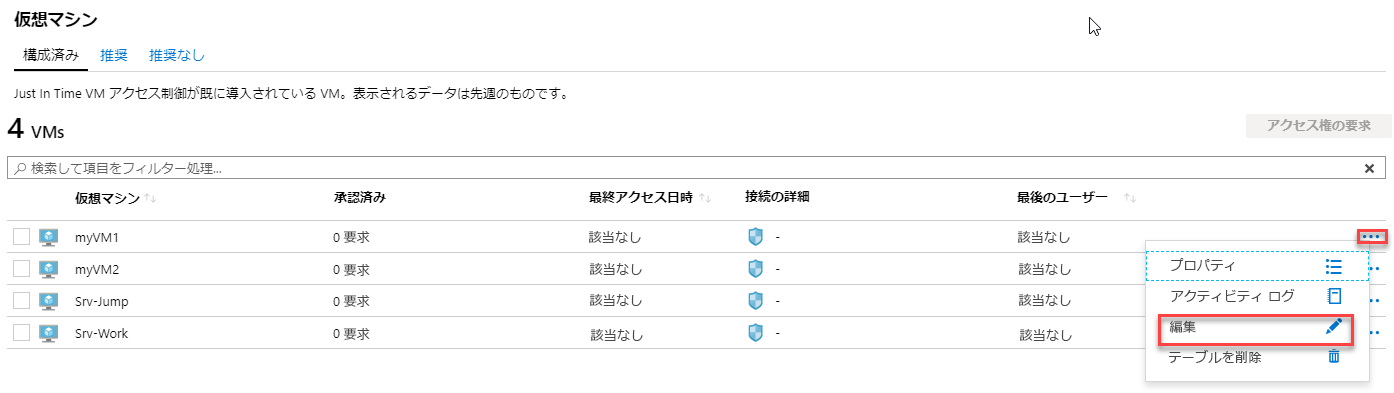 仮想マシン
構成済み 推奨 推奨なし
Just In Time VM アクセス制御が既に導入されている VM。表示されるデータは先週のものです。
4 VMs
アクセス権の要求
検索して項目をフィルター処理...
仮想マシン 承認済み 最終アクセス日時 接続の詳細 最後のユーザー
myVM1 0 要求 該当なし - 該当なし
myVM2 0 要求 該当なし - 該当なし
Srv-Jump 0 要求 該当なし - 該当なし
Srv-Work 0 要求 該当なし - 該当なし
プロパティ
アクティビティ ログ
編集
テーブルを削除